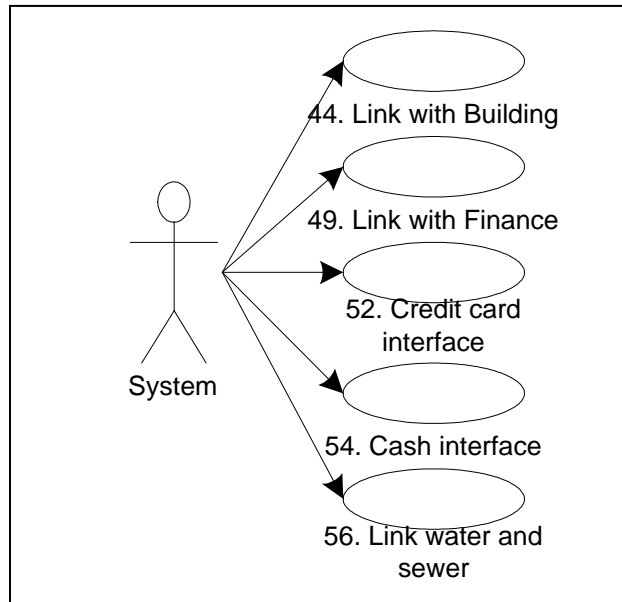 44. Link with Building
49. Link with Finance
52. Credit card
interface
System
54. Cash interface
56. Link water and
sewer